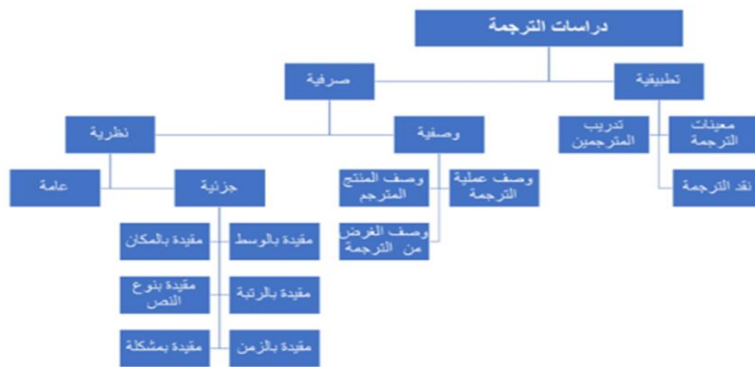 دراسات الترجمة
تطبيقية
صرفية
معينات
الترجمة
تدريب
المترجمين
نقد الترجمة
وصفية
نظرية
وصف عملية
الترجمة
وصف المنتج
المترجم
وصف الغرض
من الترجمة
جزئية
عامة
مقيدة بالوسط
مقيدة بالمكان
مقيدة بالرتبة
مقيدة بنوع
النص
مقيدة بالزمن
مقيدة بمشكلة